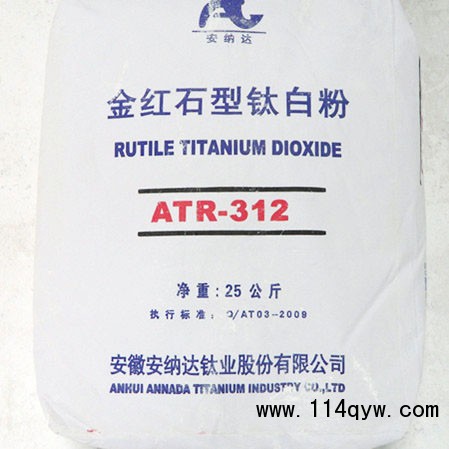 安纳达
金红石型钛白粉
RUTILE TITANIUM DIOXIDE
ATR-312
净重:25公斤
执行标准:Q/AT03-2009
安徽安纳达钛业股份有限公司
ANHUI ANNADA TITANIUM INDUSTRY CO.,LTD
www.114qyw.com